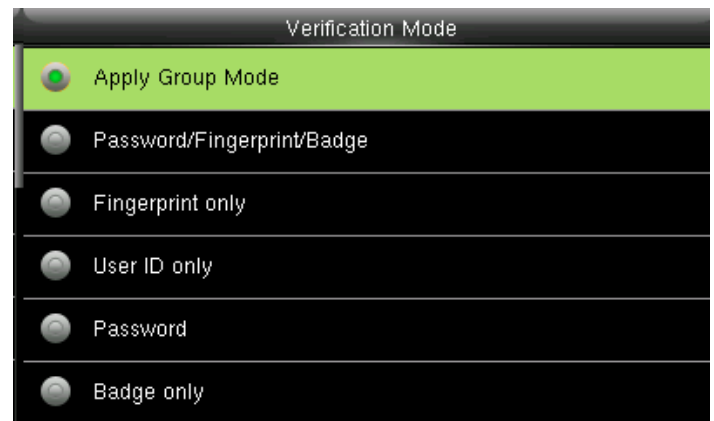 Verification Mode
Apply Group Mode
Password/Fingerprint/Badge
Fingerprint only
User ID only
Password
Badge only